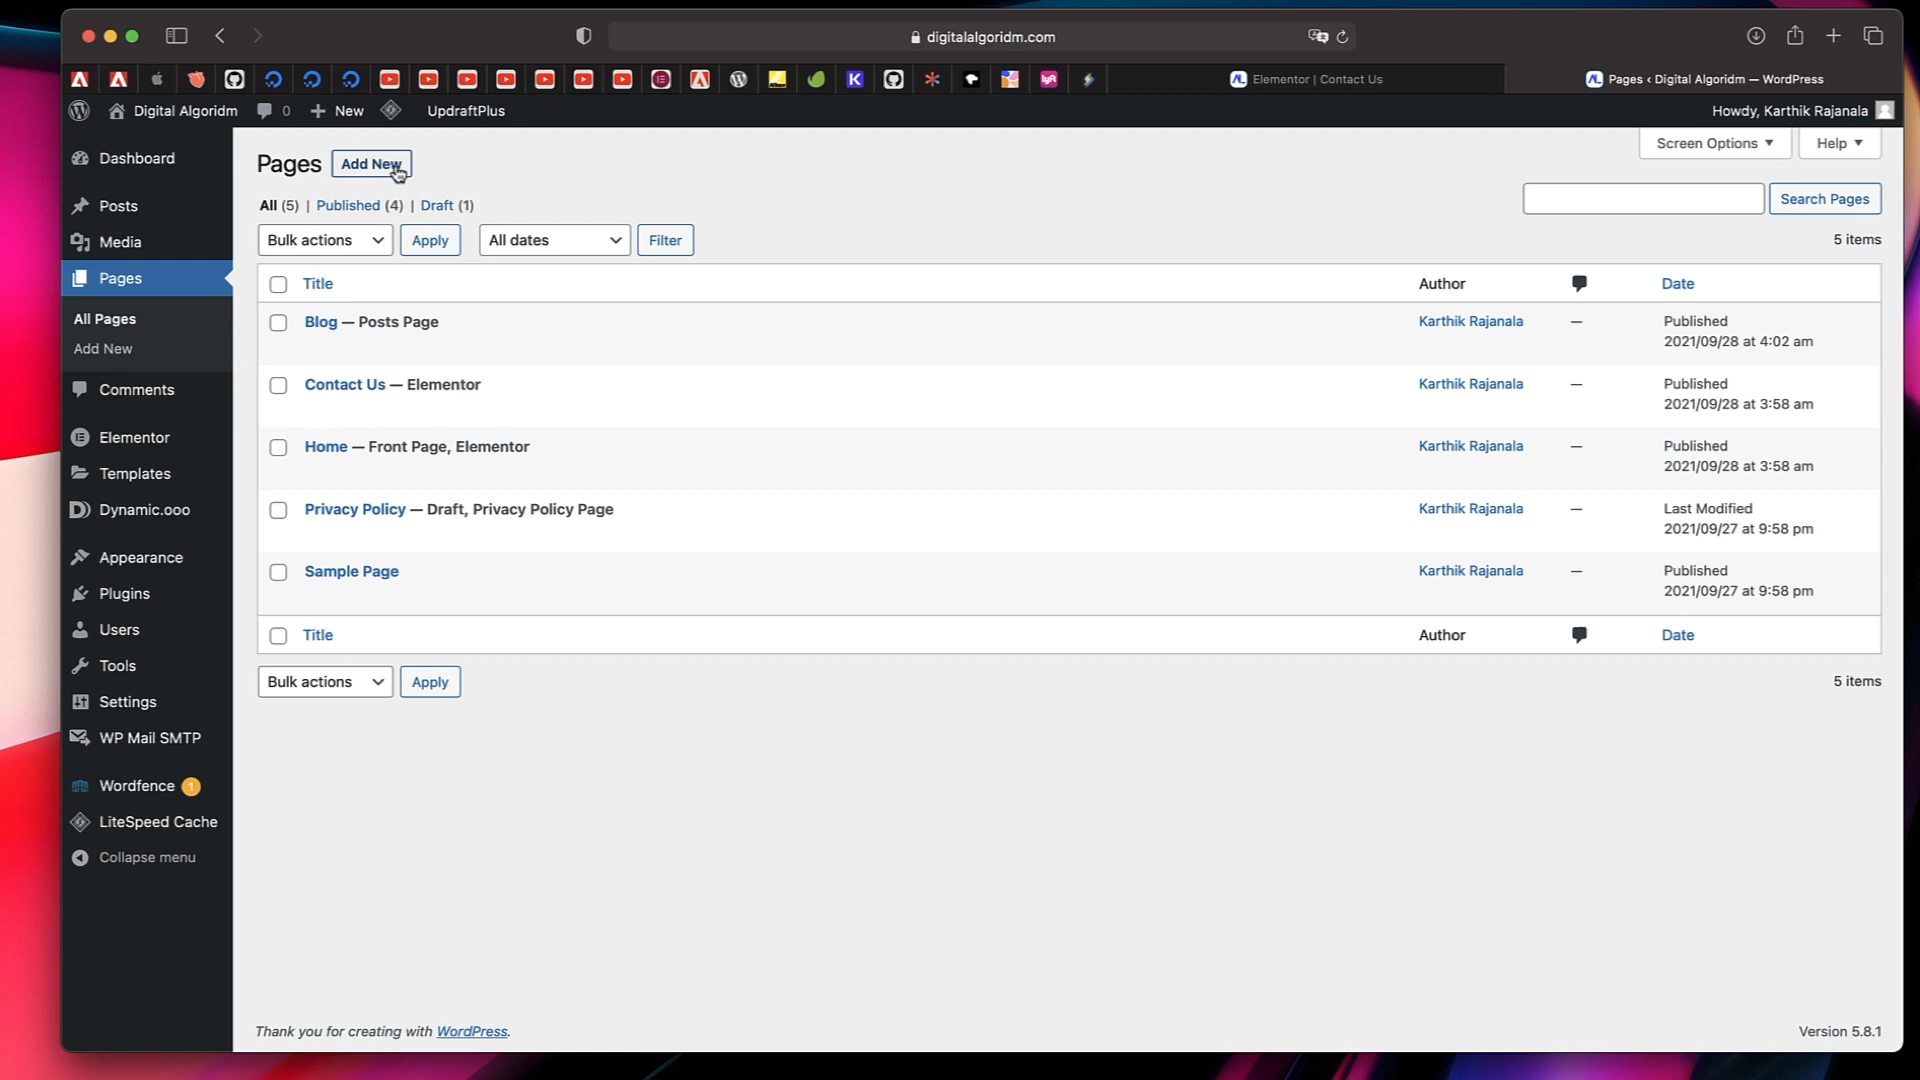 digitalalgoridm.com
Elementor | Contact Us
Pages ‹ Digital Algoridm — WordPress
Digital Algoridm 0 New UpdraftPlus Howdy, Karthik Rajanala
Dashboard
Posts
Media
Pages
All Pages
Add New
Comments
Elementor
Templates
Dynamic.ooo
Appearance
Plugins
Users
Tools
Settings
WP Mail SMTP
Wordfence 1
LiteSpeed Cache
Collapse menu
Screen Options Help
Pages Add New
All (5) | Published (4) | Draft (1)
Search Pages
Bulk actions Apply All dates Filter 5 items
Title Author Date
Blog — Posts Page Karthik Rajanala — Published
2021/09/28 at 4:02 am
Contact Us — Elementor Karthik Rajanala — Published
2021/09/28 at 3:58 am
Home — Front Page, Elementor Karthik Rajanala — Published
2021/09/28 at 3:58 am
Privacy Policy — Draft, Privacy Policy Page Karthik Rajanala — Last Modified
2021/09/27 at 9:58 pm
Sample Page Karthik Rajanala — Published
2021/09/27 at 9:58 pm
Title Author Date
Bulk actions Apply 5 items
Thank you for creating with WordPress. Version 5.8.1